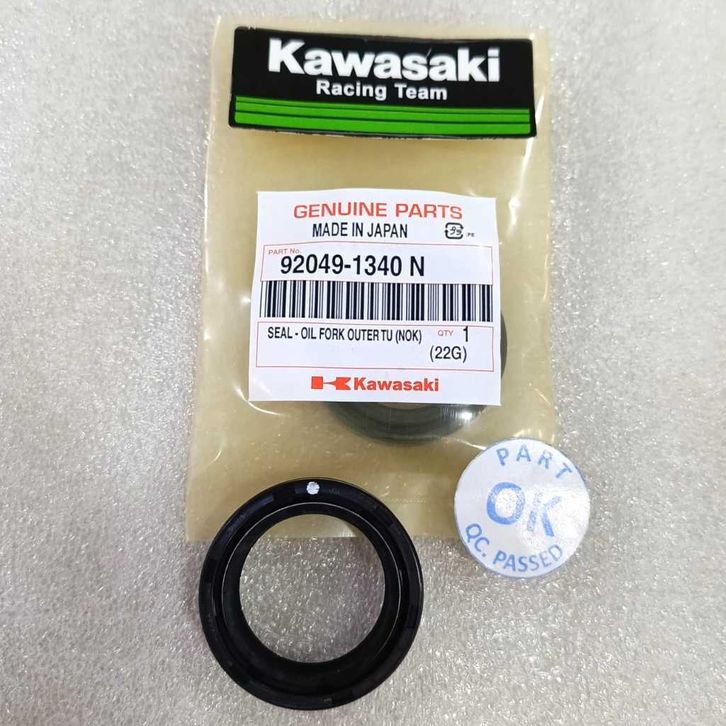 Kawasaki
Racing Team
GENUINE PARTS
MADE IN JAPAN
PE
PART No.
92049-1340 N
SEAL - OIL FORK OUTER TU (NOK)
QTY 1
(22G)
Kawasaki
PART
OK
QC. PASSED